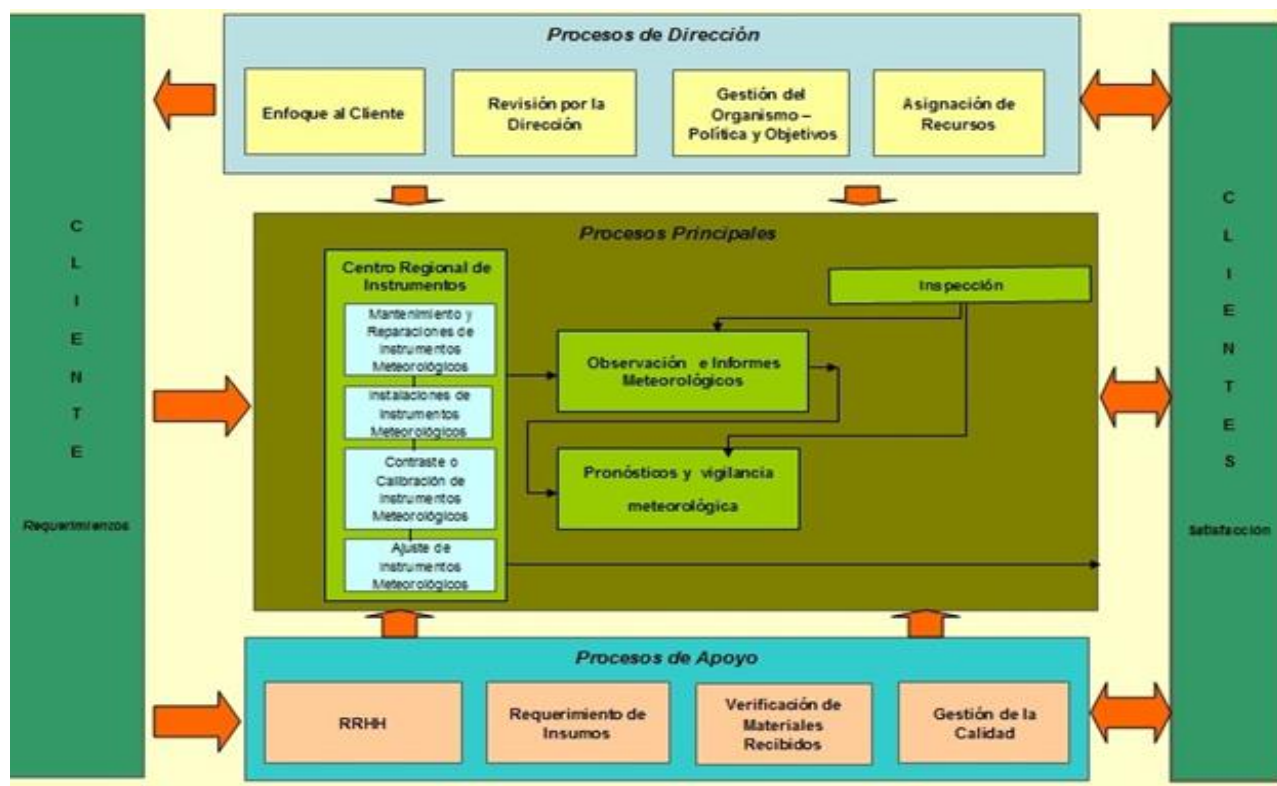 Procesos de Dirección
Enfoque al Cliente
Revisión por la
Dirección
Gestión del
Organismo –
Política y Objetivos
Asignación de
Recursos
C
L
I
E
N
T
E
Requerimienzos
Procesos Principales
Centro Regional de
Instrumentos
Mantenimiento y
Reparaciones de
Instrumentos
Meteorológicos
Instalaciones de
Instrumentos
Meteorológicos
Contraste o
Calibración de
Instrumentos
Meteorológicos
Ajuste de
Instrumentos
Meteorológicos
Inspección
Observación e Informes
Meteorológicos
Pronósticos y vigilancia
meteorológica
C
L
I
E
N
T
E
S
Satisfacción
Procesos de Apoyo
RRHH
Requerimiento de
Insumos
Verificación de
Materiales
Recibidos
Gestión de la
Calidad